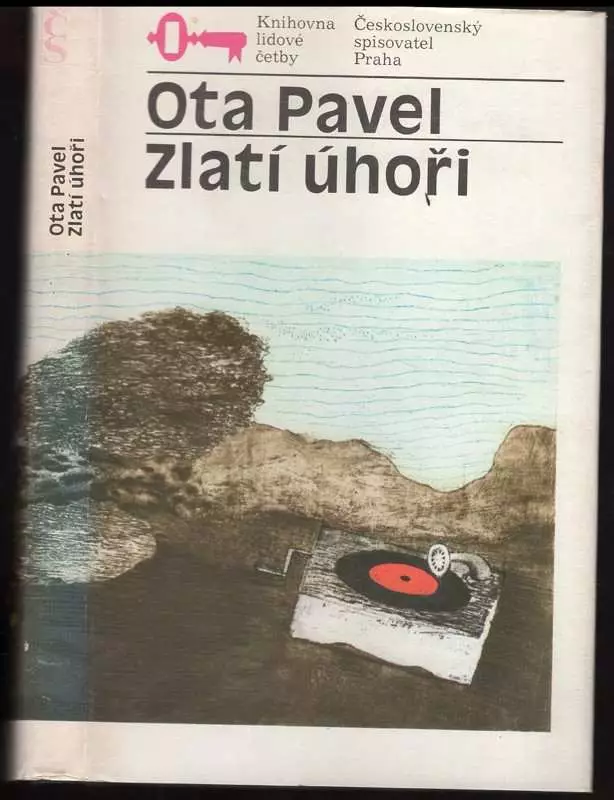 Knihovna
lidové
četby
Československý
spisovatel
Praha
Ota Pavel
Zlatí úhoři
Ota Pavel
Zlatí úhoři
ČS